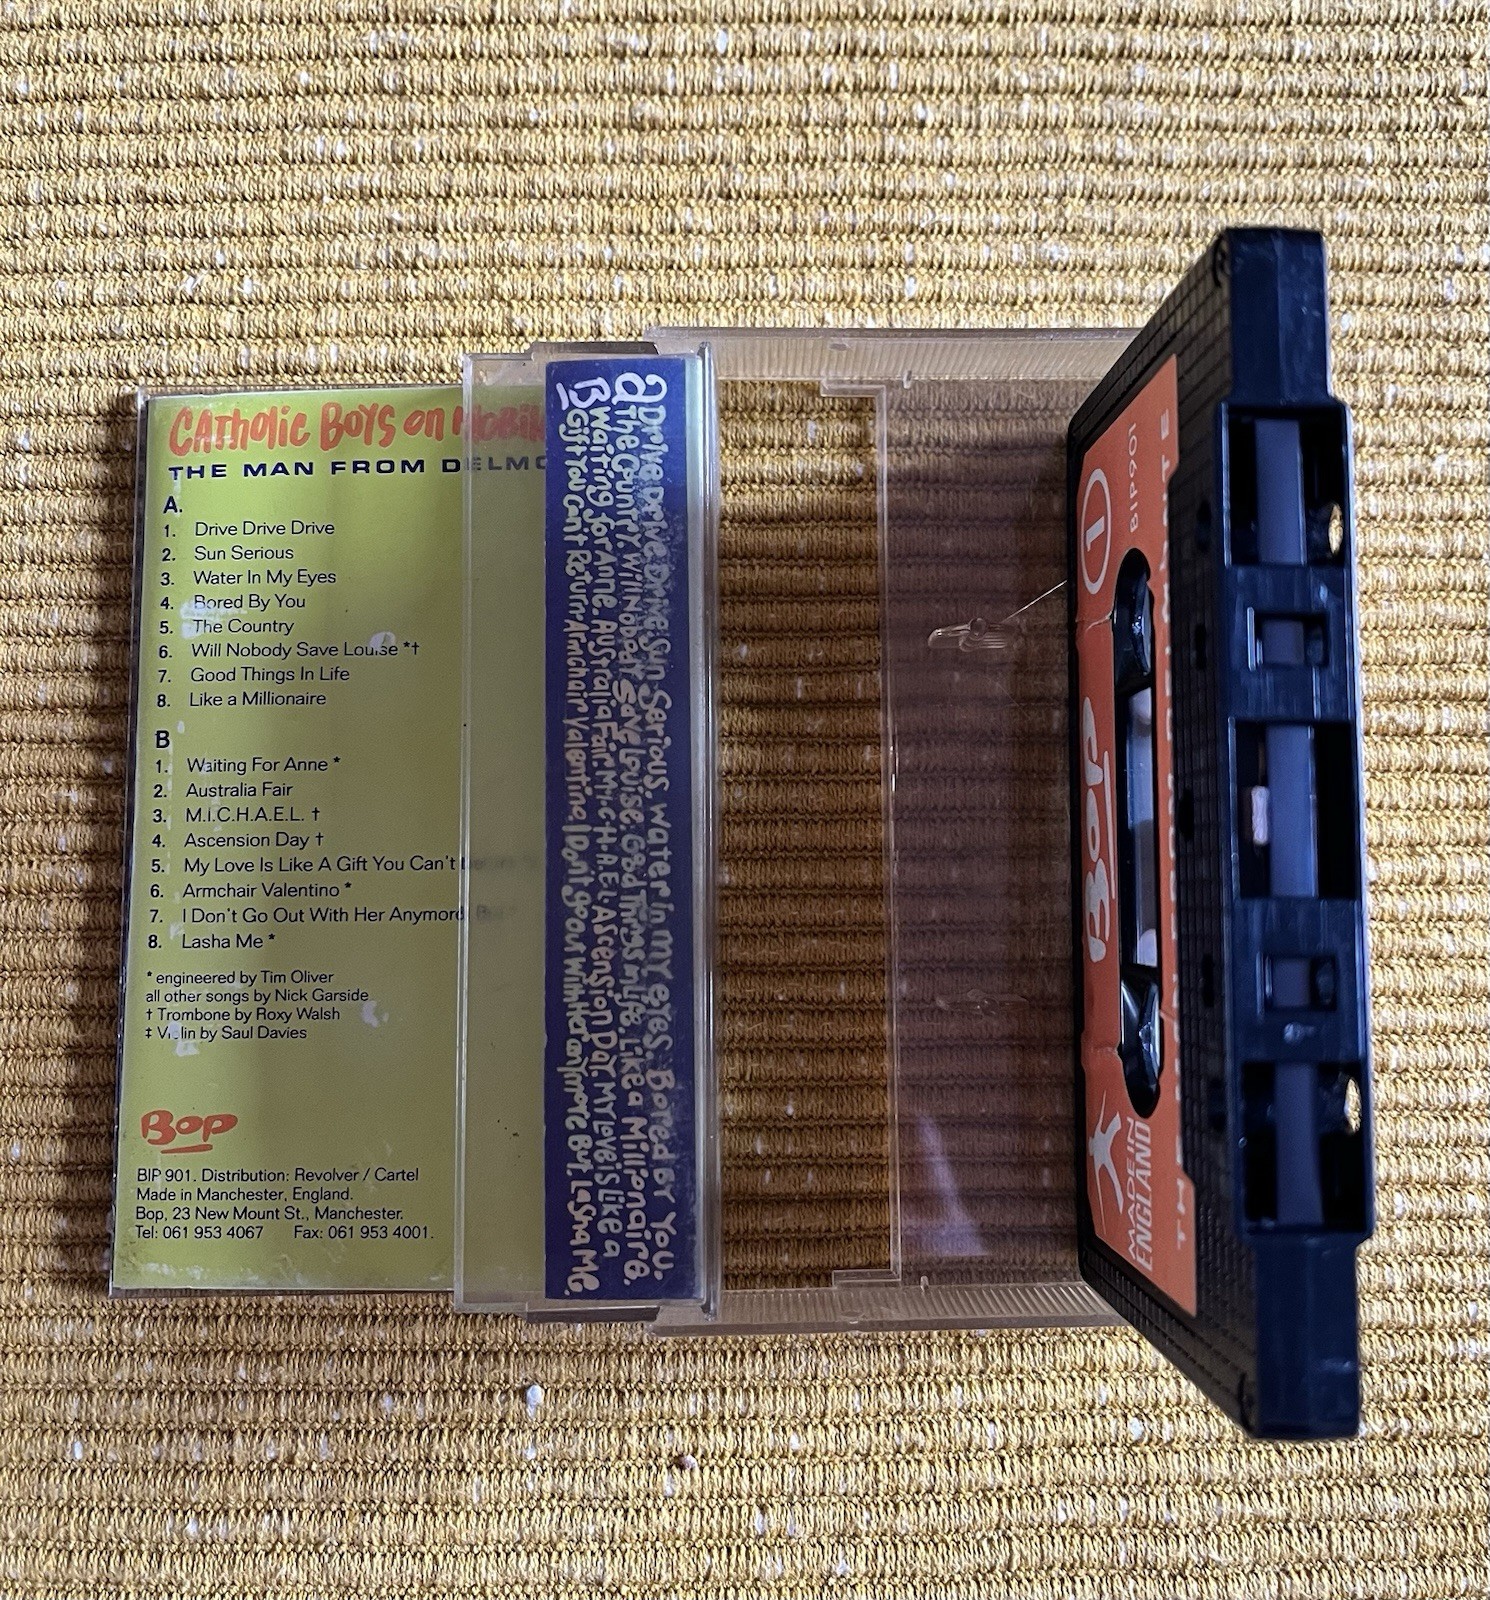 Catholic Boys on Mobik
THE MAN FROM DELMO
A.
1. Drive Drive Drive
2. Sun Serious
3. Water In My Eyes
4. Bored By You
5. The Country
6. Will Nobody Save Louise *†
7. Good Things In Life
8. Like a Millionaire
B
1. Waiting For Anne *
2. Australia Fair
3. M.I.C.H.A.E.L. †
4. Ascension Day †
5. My Love Is Like A Gift You Can't
6. Armchair Valentino *
7. I Don't Go Out With Her Anymore
8. Lasha Me *
* engineered by Tim Oliver
all other songs by Nick Garside
† Trombone by Roxy Walsh
‡ Violin by Saul Davies
Bop
BIP 901. Distribution: Revolver / Cartel
Made in Manchester, England.
Bop, 23 New Mount St., Manchester.
Tel: 061 953 4067 Fax: 061 953 4001.
a Drive Drive Drive. Sun Serious. water in my eyes. Bored by You.
The Country. Will Nobody Save Louise. Good Things in Life. Like a Millionaire.
B Waiting for Anne. Australia Fair. M.i.c.H.A.E.L. Ascension Day. My Love is Like a
Gift You Can't Return. Armchair Valentino. I Don't go out with Her anymore But. Lasha Me.
1
BIP901
Bop
MADE IN
ENGLAND